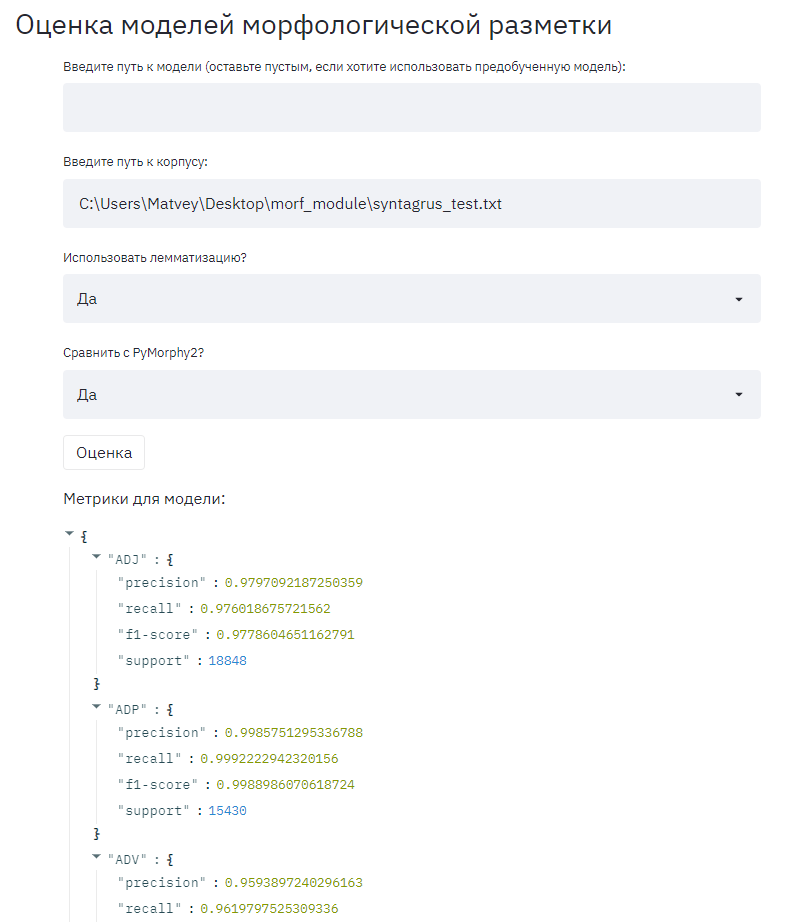 Оценка моделей морфологической разметки
Введите путь к модели (оставьте пустым, если хотите использовать предобученную модель):
Введите путь к корпусу:
C:\Users\Matvey\Desktop\morf_module\syntagrus_test.txt
Использовать лемматизацию?
Да
Сравнить с PyMorphy2?
Да
Оценка
Метрики для модели:
{
"ADJ" : {
"precision" : 0.9797092187250359
"recall" : 0.976018675721562
"f1-score" : 0.9778604651162791
"support" : 18848
}
"ADP" : {
"precision" : 0.9985751295336788
"recall" : 0.9992222942320156
"f1-score" : 0.9988986070618724
"support" : 15430
}
"ADV" : {
"precision" : 0.9593897240296163
"recall" : 0.9619797525309336